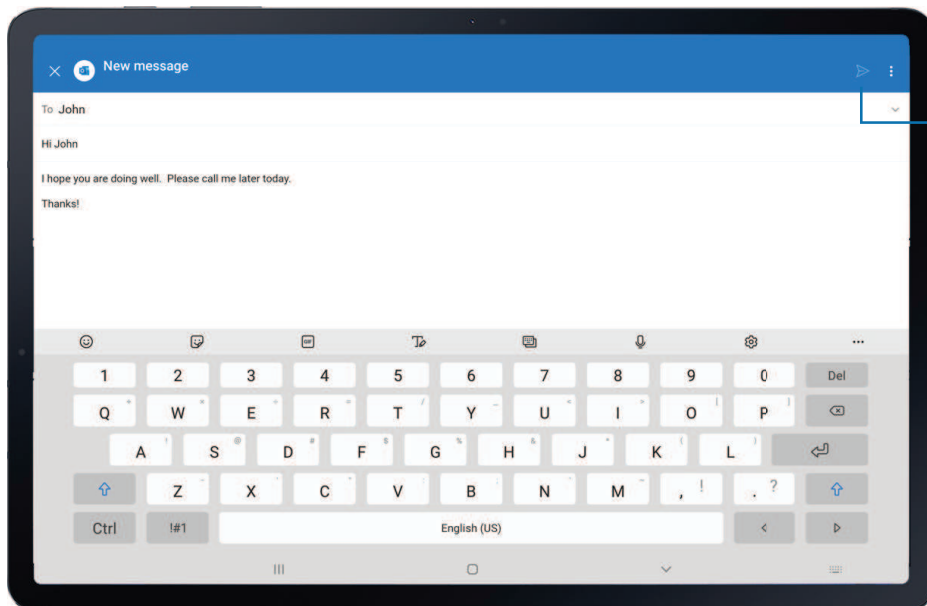 New message
To John
Hi John
I hope you are doing well. Please call me later today.
Thanks!
GIF
1 2 3 4 5 6 7 8 9 0 Del
Q W E R T Y U I O P
A S D F G H J K L
Z X C V B N M , ! . ?
Ctrl !#1 English (US) < >